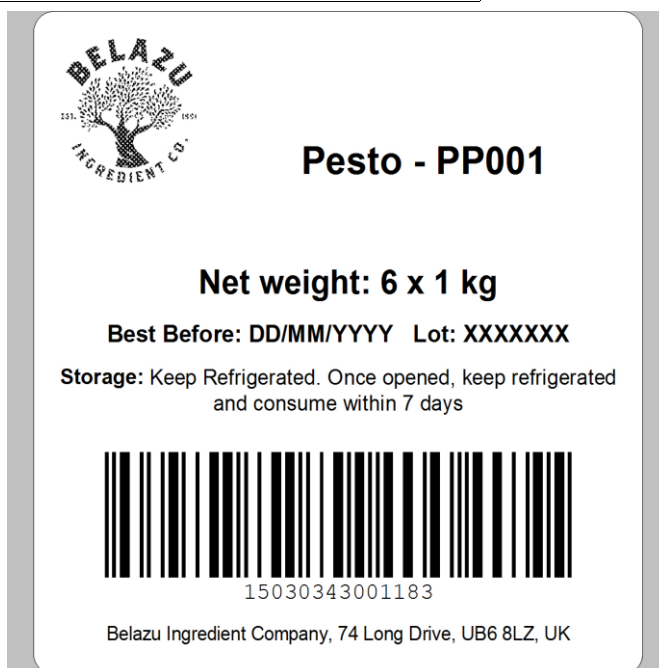 BELAZU
EST. 1991
INGREDIENT CO.
Pesto - PP001
Net weight: 6 x 1 kg
Best Before: DD/MM/YYYY Lot: XXXXXXX
Storage: Keep Refrigerated. Once opened, keep refrigerated
and consume within 7 days
15030343001183
Belazu Ingredient Company, 74 Long Drive, UB6 8LZ, UK